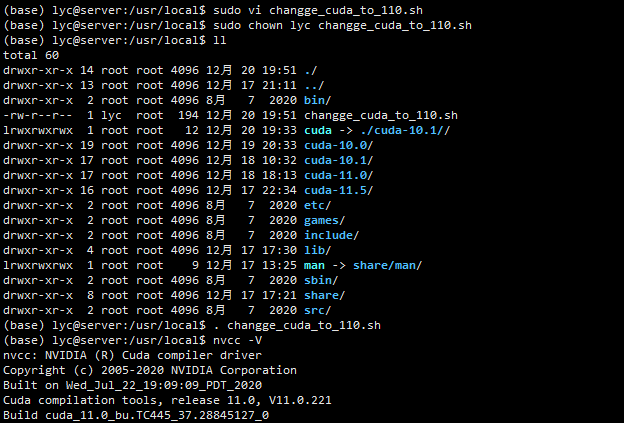 (base) lyc@server:/usr/local$ sudo vi changge_cuda_to_110.sh
(base) lyc@server:/usr/local$ sudo chown lyc changge_cuda_to_110.sh
(base) lyc@server:/usr/local$ ll
total 60
drwxr-xr-x 14 root root 4096 12月 20 19:51 ./
drwxr-xr-x 13 root root 4096 12月 17 21:11 ../
drwxr-xr-x  2 root root 4096 8月   7  2020 bin/
-rw-r--r--  1 lyc  root  194 12月 20 19:51 changge_cuda_to_110.sh
lrwxrwxrwx  1 root root   12 12月 20 19:33 cuda -> ./cuda-10.1//
drwxr-xr-x 19 root root 4096 12月 19 20:33 cuda-10.0/
drwxr-xr-x 17 root root 4096 12月 18 10:32 cuda-10.1/
drwxr-xr-x 17 root root 4096 12月 18 18:13 cuda-11.0/
drwxr-xr-x 16 root root 4096 12月 17 22:34 cuda-11.5/
drwxr-xr-x  2 root root 4096 8月   7  2020 etc/
drwxr-xr-x  2 root root 4096 8月   7  2020 games/
drwxr-xr-x  2 root root 4096 8月   7  2020 include/
drwxr-xr-x  4 root root 4096 12月 17 17:30 lib/
lrwxrwxrwx  1 root root    9 12月 17 13:25 man -> share/man/
drwxr-xr-x  2 root root 4096 8月   7  2020 sbin/
drwxr-xr-x  8 root root 4096 12月 17 17:21 share/
drwxr-xr-x  2 root root 4096 8月   7  2020 src/
(base) lyc@server:/usr/local$ . changge_cuda_to_110.sh
(base) lyc@server:/usr/local$ nvcc -V
nvcc: NVIDIA (R) Cuda compiler driver
Copyright (c) 2005-2020 NVIDIA Corporation
Built on Wed_Jul_22_19:09:09_PDT_2020
Cuda compilation tools, release 11.0, V11.0.221
Build cuda_11.0_bu.TC445_37.28845127_0